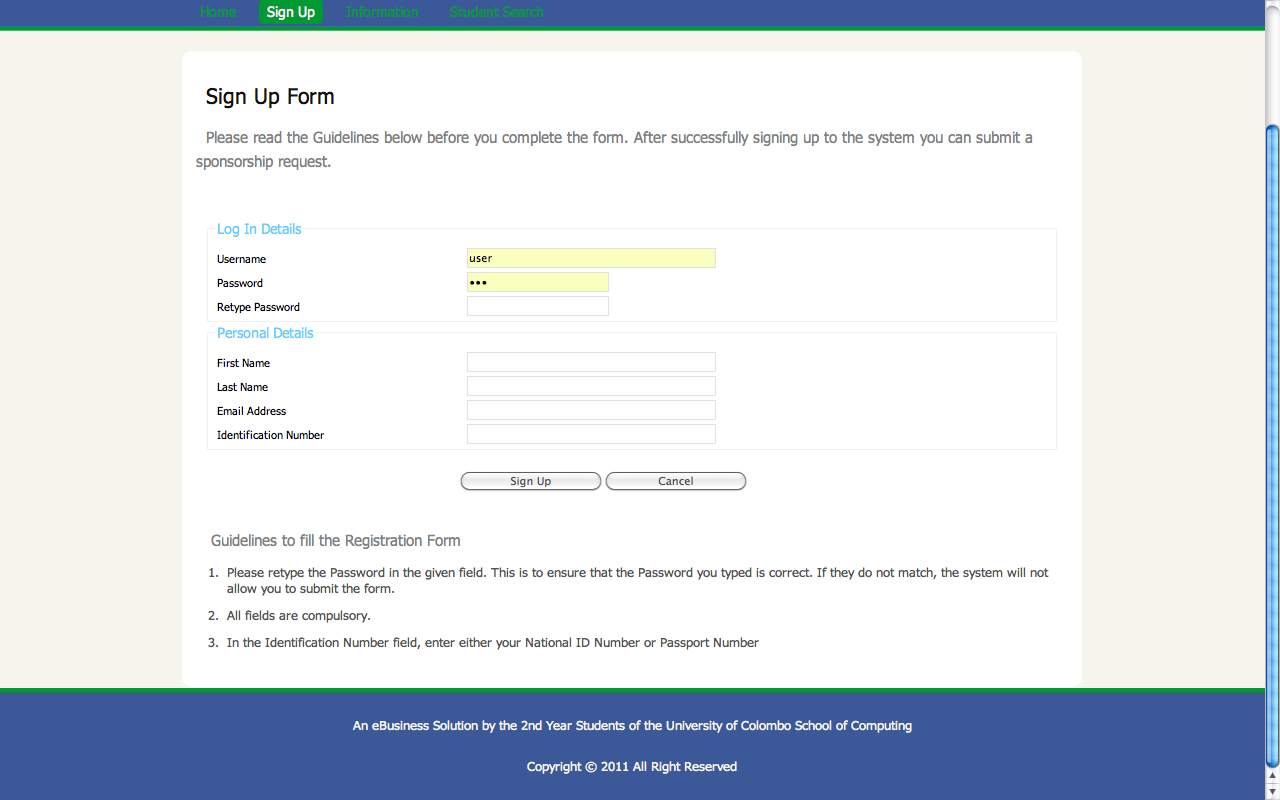 Home Sign Up Information Student Search
Sign Up Form
Please read the Guidelines below before you complete the form. After successfully signing up to the system you can submit a
sponsorship request.
Log In Details
Username user
Password •••
Retype Password
Personal Details
First Name
Last Name
Email Address
Identification Number
Sign Up Cancel
Guidelines to fill the Registration Form
1. Please retype the Password in the given field. This is to ensure that the Password you typed is correct. If they do not match, the system will not
allow you to submit the form.
2. All fields are compulsory.
3. In the Identification Number field, enter either your National ID Number or Passport Number
An eBusiness Solution by the 2nd Year Students of the University of Colombo School of Computing
Copyright © 2011 All Right Reserved